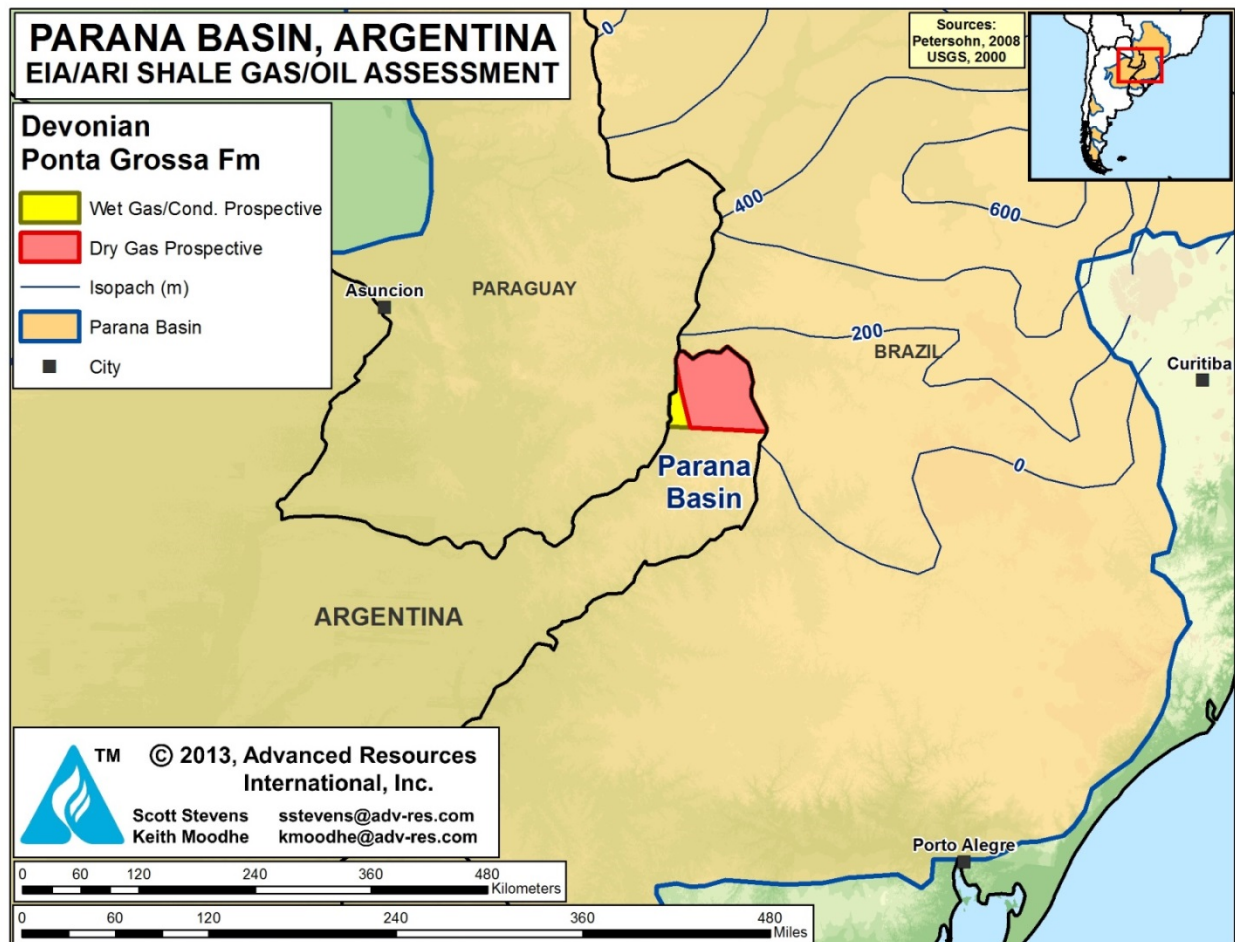 PARANA BASIN, ARGENTINA
EIA/ARI SHALE GAS/OIL ASSESSMENT
Sources:
Petersohn, 2008
USGS, 2000
Devonian
Ponta Grossa Fm
Wet Gas/Cond. Prospective
Dry Gas Prospective
Isopach (m)
Parana Basin
City
0
400
600
Asuncion
PARAGUAY
200
BRAZIL
Curitiba
Parana
Basin
0
ARGENTINA
TM
© 2013, Advanced Resources
International, Inc.
Scott Stevens sstevens@adv-res.com
Keith Moodhe kmoodhe@adv-res.com
Porto Alegre
0 60 120 240 360 480
Kilometers
0 60 120 240 360 480
Miles